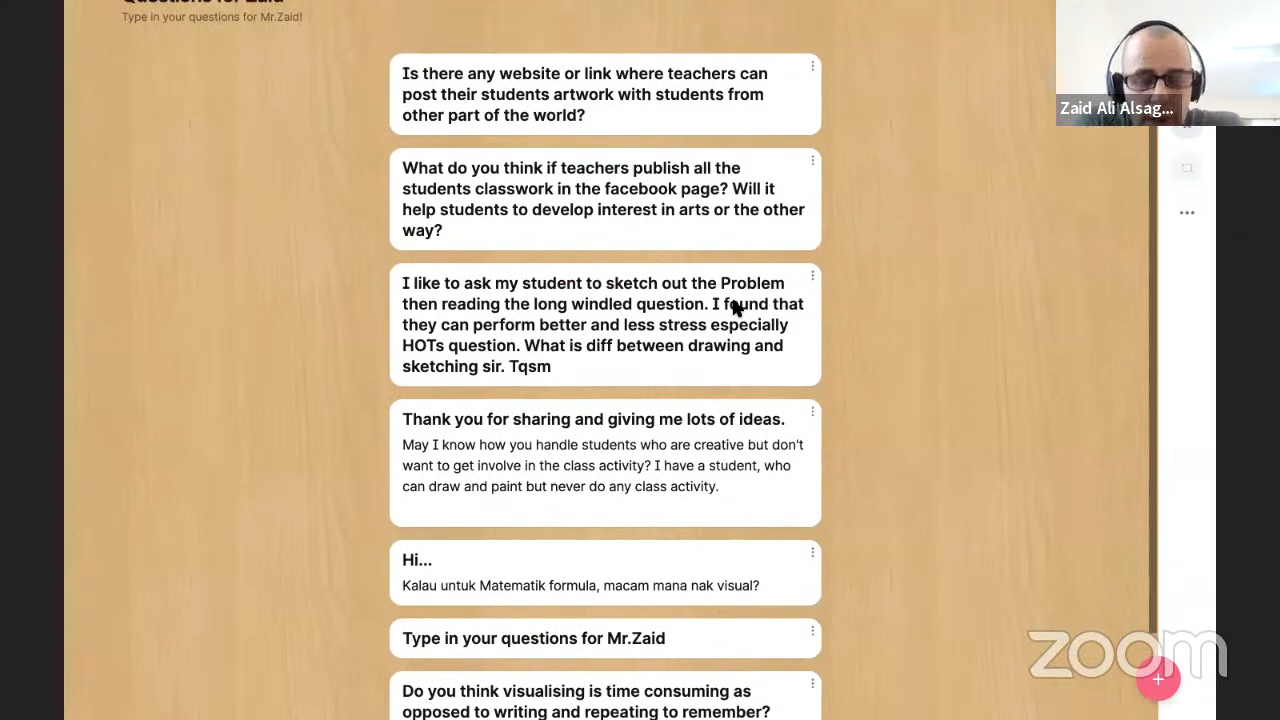 Questions for Zaid
Type in your questions for Mr.Zaid!
Zaid Ali Alsag...
Is there any website or link where teachers can
post their students artwork with students from
other part of the world?
What do you think if teachers publish all the
students classwork in the facebook page? Will it
help students to develop interest in arts or the other
way?
I like to ask my student to sketch out the Problem
then reading the long windled question. I found that
they can perform better and less stress especially
HOTs question. What is diff between drawing and
sketching sir. Tqsm
Thank you for sharing and giving me lots of ideas.
May I know how you handle students who are creative but don't
want to get involve in the class activity? I have a student, who
can draw and paint but never do any class activity.
Hi...
Kalau untuk Matematik formula, macam mana nak visual?
Type in your questions for Mr.Zaid
Do you think visualising is time consuming as
opposed to writing and repeating to remember?
zoom